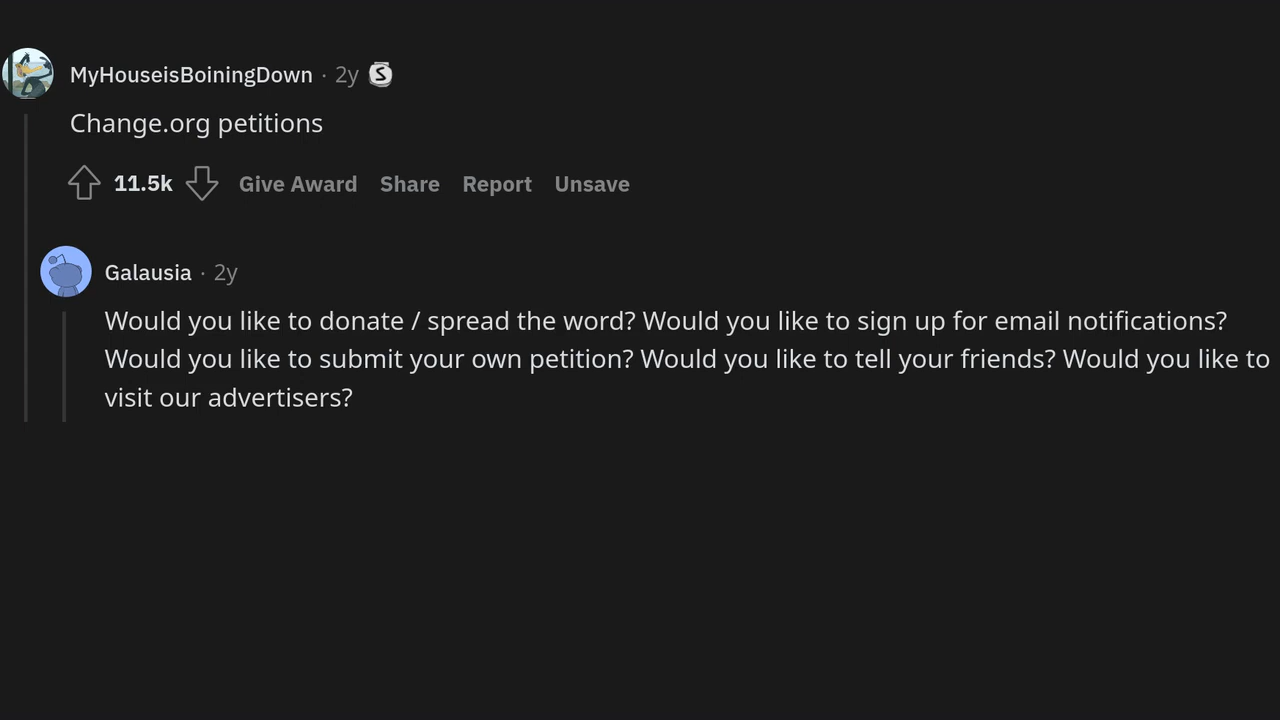 MyHouseisBoiningDown · 2y S
Change.org petitions
11.5k Give Award Share Report Unsave
Galausia · 2y
Would you like to donate / spread the word? Would you like to sign up for email notifications?
Would you like to submit your own petition? Would you like to tell your friends? Would you like to
visit our advertisers?